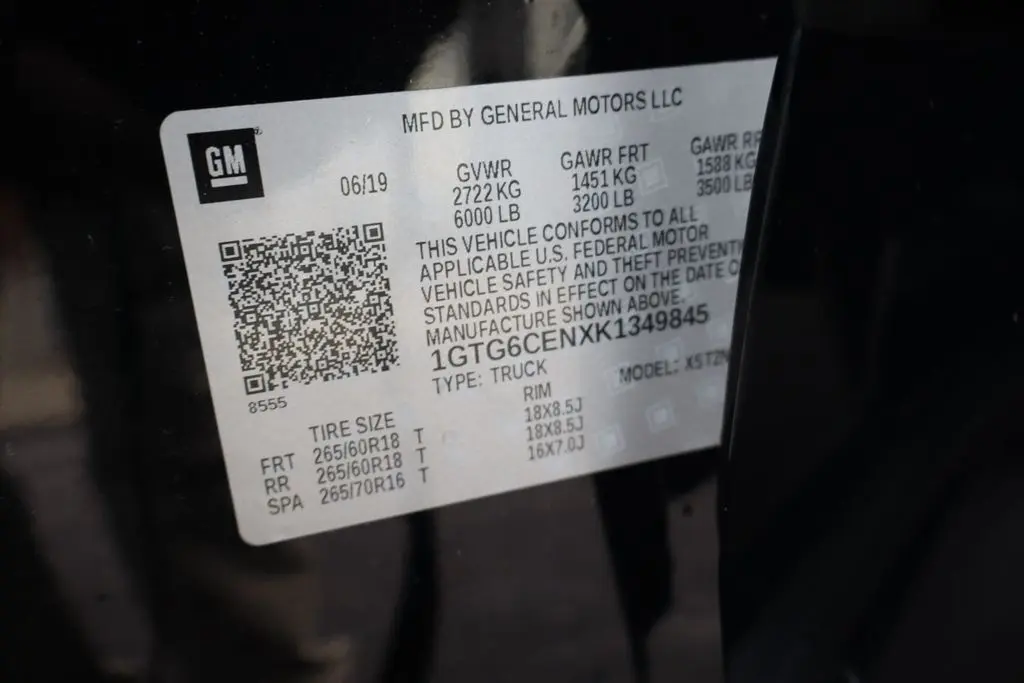 MFD BY GENERAL MOTORS LLC
GM
06/19
GVWR GAWR FRT GAWR RR
2722 KG 1451 KG 1588 KG
6000 LB 3200 LB 3500 LB
THIS VEHICLE CONFORMS TO ALL
APPLICABLE U.S. FEDERAL MOTOR
VEHICLE SAFETY AND THEFT PREVENTI
STANDARDS IN EFFECT ON THE DATE O
MANUFACTURE SHOWN ABOVE.
1GTG6CENXK1349845
TYPE: TRUCK MODEL: X5T2N
8555
TIRE SIZE RIM
FRT 265/60R18 T 18X8.5J
RR 265/60R18 T 18X8.5J
SPA 265/70R16 T 16X7.0J